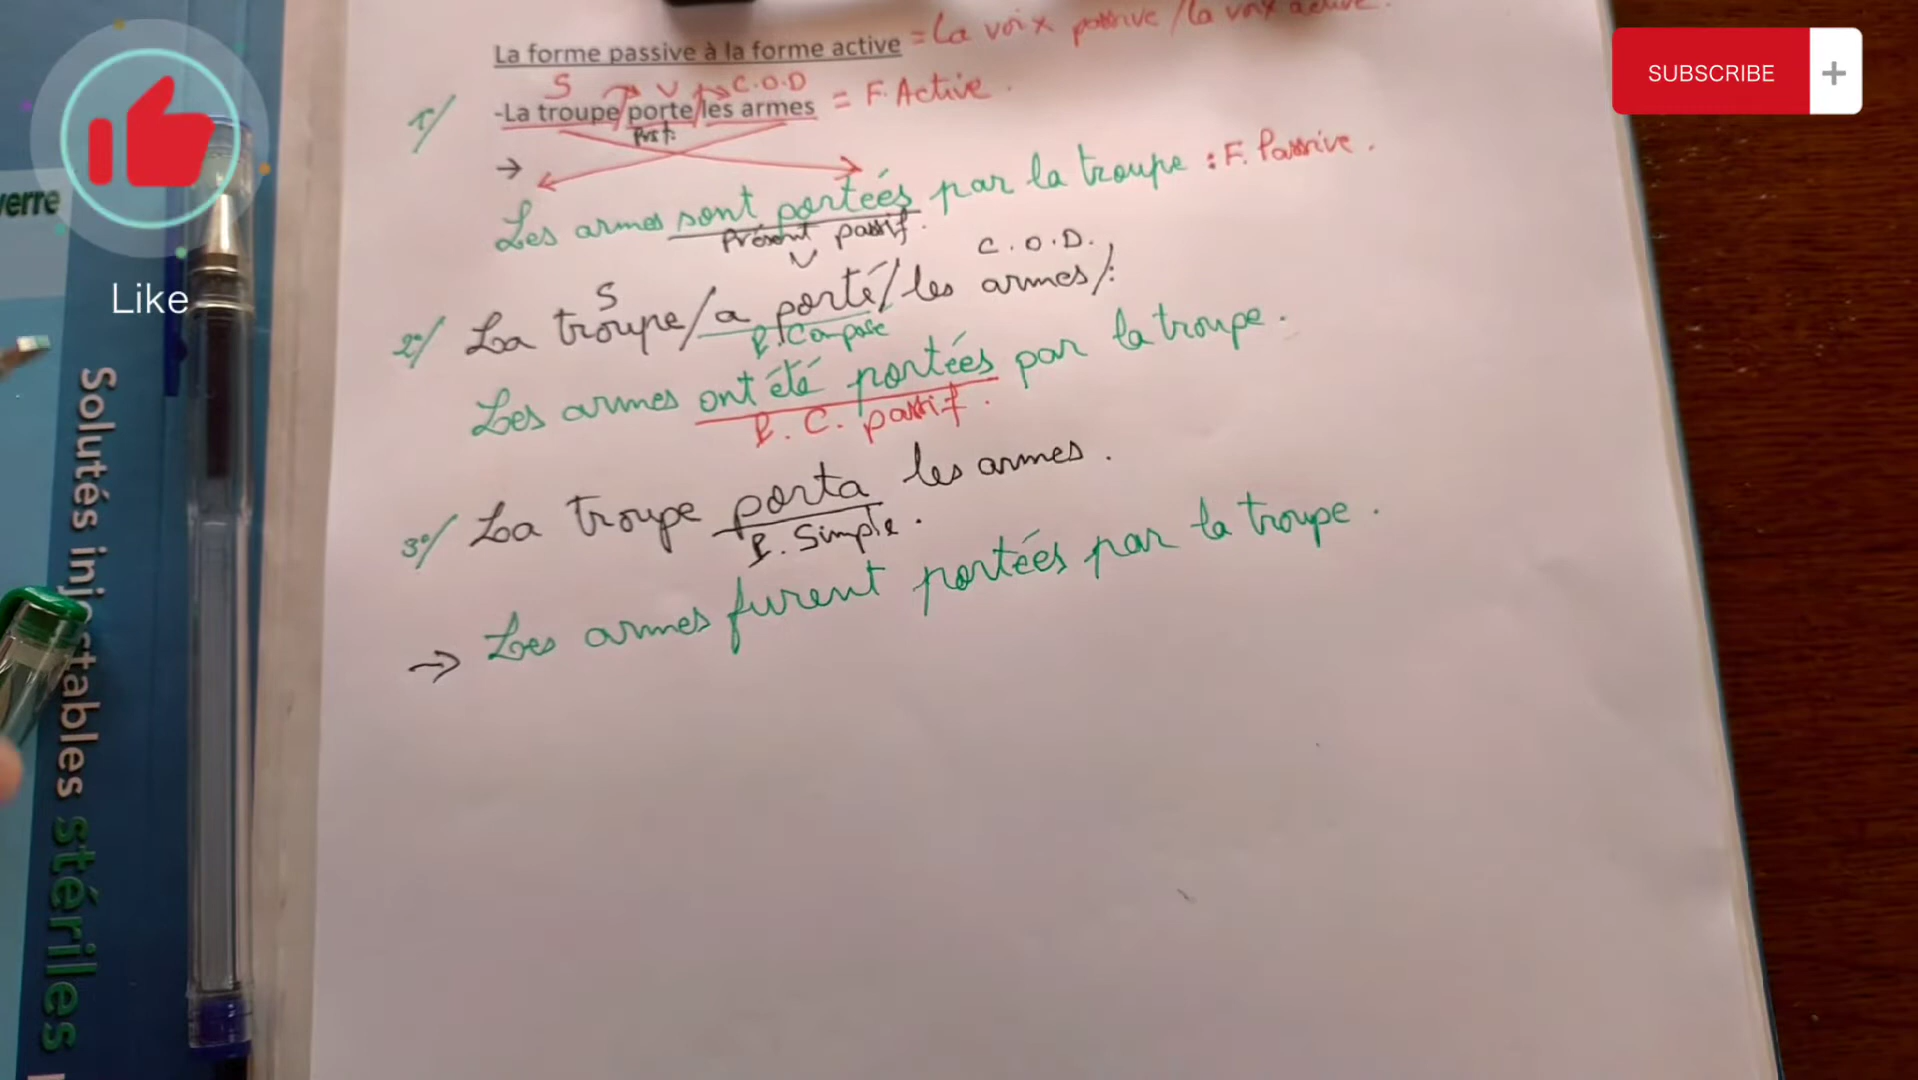 La forme passive à la forme active = La voix passive / la voix active.
S V C.O.D
1/ -La troupe/porte/les armes = F. Active.
Prst.
→
Les armes sont portées par la troupe : F. Passive.
Présent passif.
S V C.O.D.
2°/ La troupe/a porté/les armes/:
P. Compose
Les armes ont été portées par la troupe.
P. C. passif.
3°/ La troupe porta les armes.
P. Simple.
→ Les armes furent portées par la troupe.
SUBSCRIBE +
Like
verre
Solutés injectables stériles